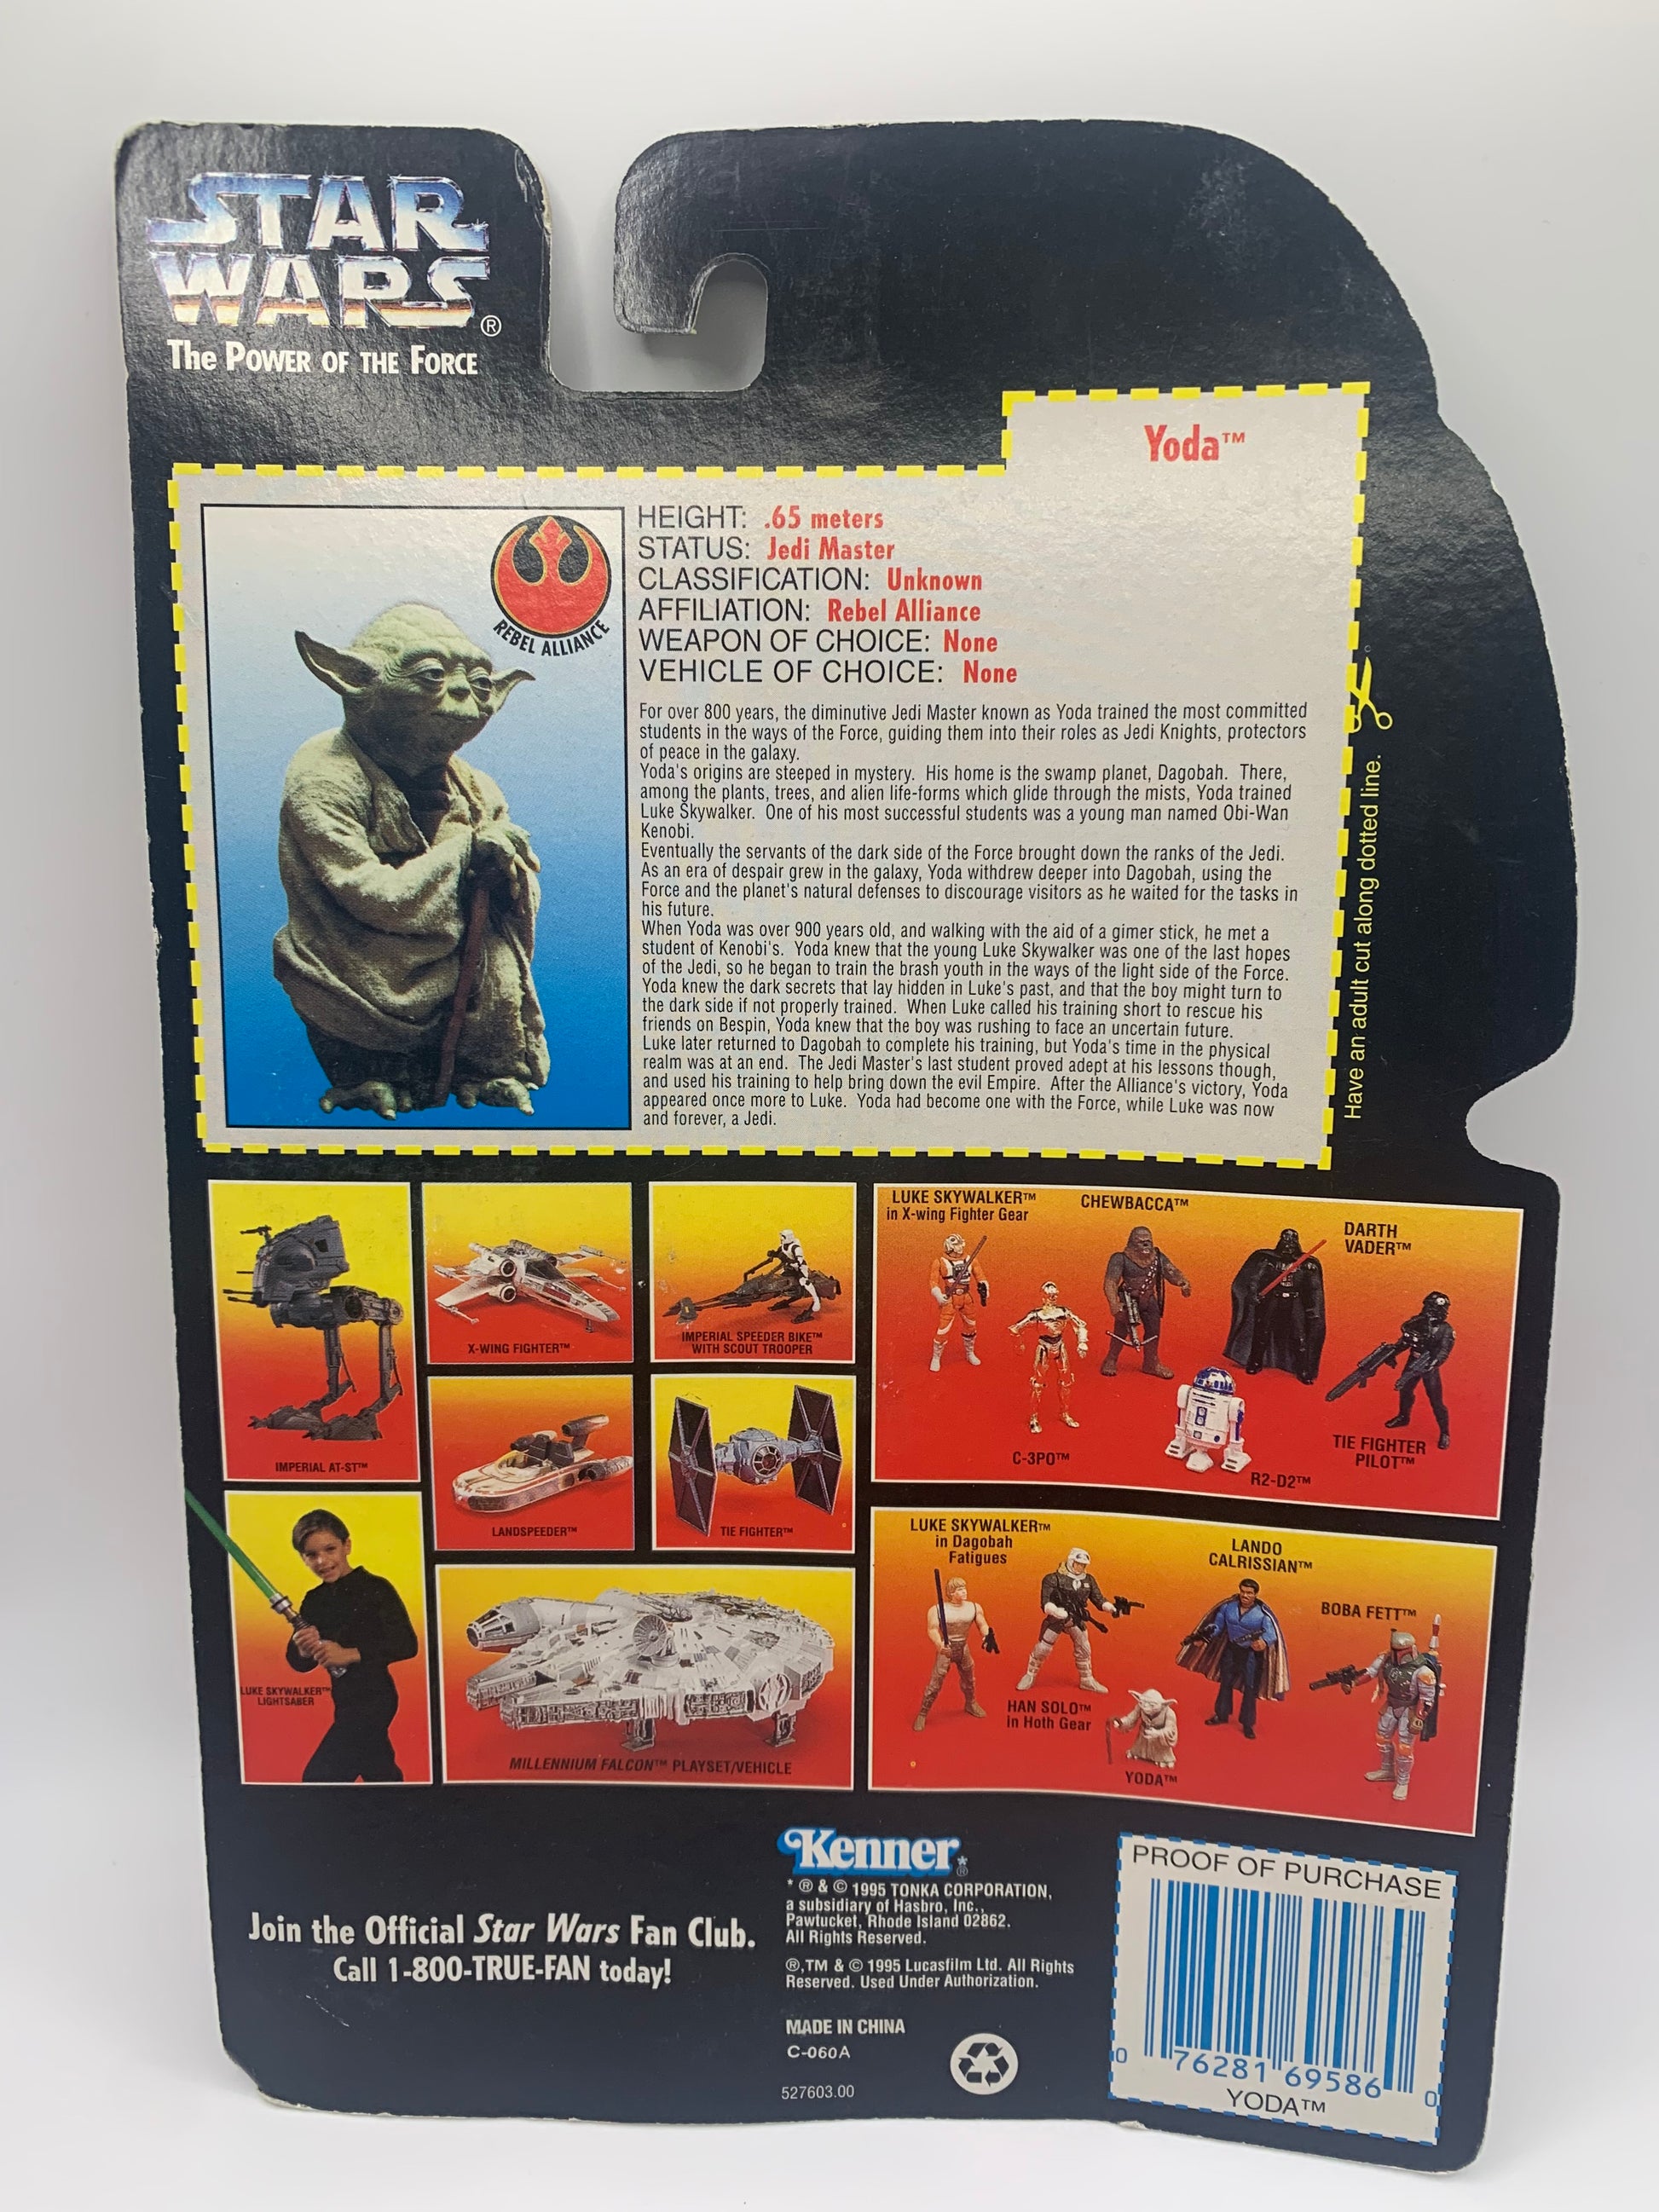 STAR
WARS®
The Power of the Force
Yoda™
REBEL ALLIANCE
HEIGHT: .65 meters
STATUS: Jedi Master
CLASSIFICATION: Unknown
AFFILIATION: Rebel Alliance
WEAPON OF CHOICE: None
VEHICLE OF CHOICE: None
For over 800 years, the diminutive Jedi Master known as Yoda trained the most committed
students in the ways of the Force, guiding them into their roles as Jedi Knights, protectors
of peace in the galaxy.
Yoda's origins are steeped in mystery. His home is the swamp planet, Dagobah. There,
among the plants, trees, and alien life-forms which glide through the mists, Yoda trained
Luke Skywalker. One of his most successful students was a young man named Obi-Wan
Kenobi.
Eventually the servants of the dark side of the Force brought down the ranks of the Jedi.
As an era of despair grew in the galaxy, Yoda withdrew deeper into Dagobah, using the
Force and the planet's natural defenses to discourage visitors as he waited for the tasks in
his future.
When Yoda was over 900 years old, and walking with the aid of a gimer stick, he met a
student of Kenobi's. Yoda knew that the young Luke Skywalker was one of the last hopes
of the Jedi, so he began to train the brash youth in the ways of the light side of the Force.
Yoda knew the dark secrets that lay hidden in Luke's past, and that the boy might turn to
the dark side if not properly trained. When Luke called his training short to rescue his
friends on Bespin, Yoda knew that the boy was rushing to face an uncertain future.
Luke later returned to Dagobah to complete his training, but Yoda's time in the physical
realm was at an end. The Jedi Master's last student proved adept at his lessons though,
and used his training to help bring down the evil Empire. After the Alliance's victory, Yoda
appeared once more to Luke. Yoda had become one with the Force, while Luke was now
and forever, a Jedi.
Have an adult cut along dotted line.
IMPERIAL AT-ST™
X-WING FIGHTER™
IMPERIAL SPEEDER BIKE™
WITH SCOUT TROOPER
LANDSPEEDER™
TIE FIGHTER™
LUKE SKYWALKER™
LIGHTSABER
MILLENNIUM FALCON™ PLAYSET/VEHICLE
LUKE SKYWALKER™
in X-wing Fighter Gear
CHEWBACCA™
DARTH
VADER™
C-3PO™
R2-D2™
TIE FIGHTER
PILOT™
LUKE SKYWALKER™
in Dagobah
Fatigues
LANDO
CALRISSIAN™
BOBA FETT™
HAN SOLO™
in Hoth Gear
YODA™
Join the Official Star Wars Fan Club.
Call 1-800-TRUE-FAN today!
Kenner®*
* ® & © 1995 TONKA CORPORATION,
a subsidiary of Hasbro, Inc.,
Pawtucket, Rhode Island 02862.
All Rights Reserved.
®,TM & © 1995 Lucasfilm Ltd. All Rights
Reserved. Used Under Authorization.
MADE IN CHINA
C-060A
527603.00
PROOF OF PURCHASE
0 76281 69586 0
YODA™